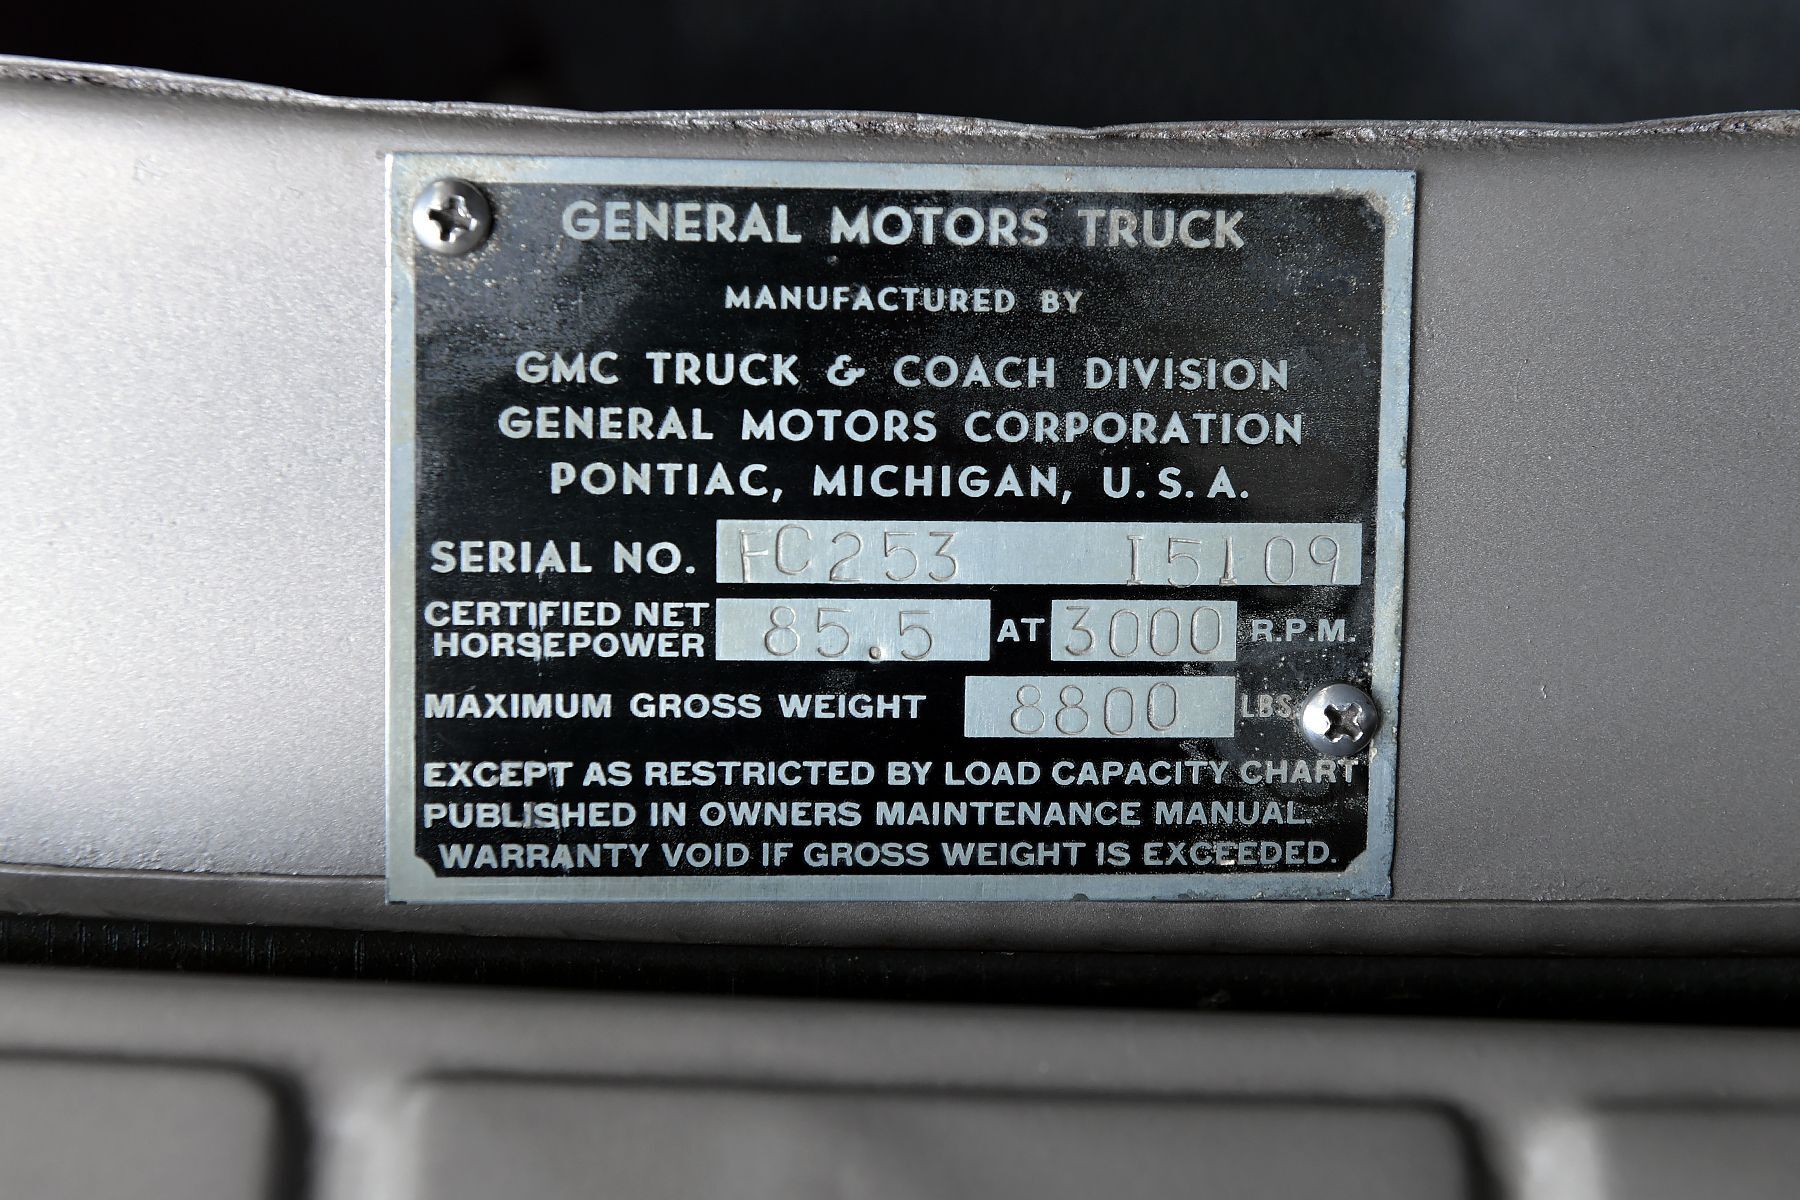 GENERAL MOTORS TRUCK
MANUFACTURED BY
GMC TRUCK & COACH DIVISION
GENERAL MOTORS CORPORATION
PONTIAC, MICHIGAN, U.S.A.
SERIAL NO. FC253 I5109
CERTIFIED NET HORSEPOWER 85.5 AT 3000 R.P.M.
MAXIMUM GROSS WEIGHT 8800 LBS
EXCEPT AS RESTRICTED BY LOAD CAPACITY CHART
PUBLISHED IN OWNERS MAINTENANCE MANUAL.
WARRANTY VOID IF GROSS WEIGHT IS EXCEEDED.